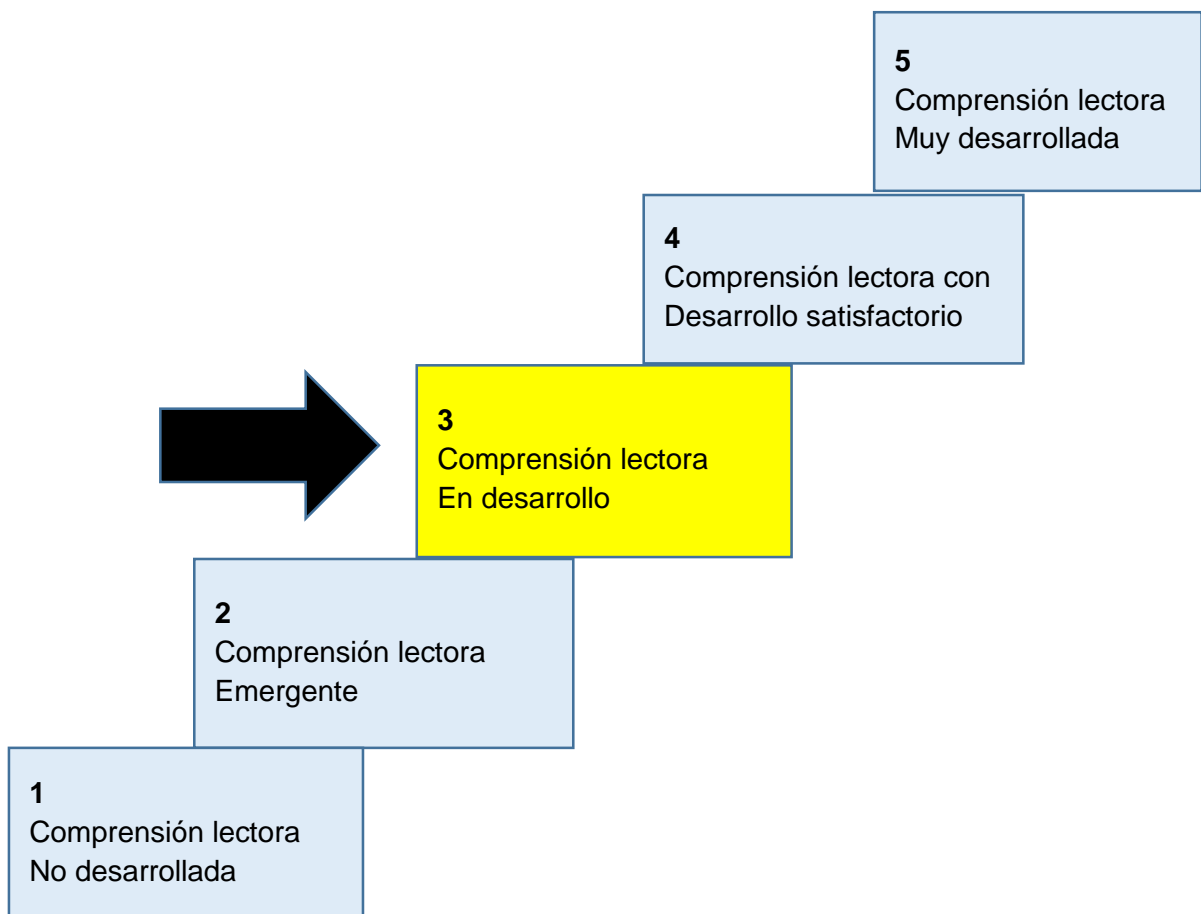 5
Comprensión lectora
Muy desarrollada
4
Comprensión lectora con
Desarrollo satisfactorio
3
Comprensión lectora
En desarrollo
2
Comprensión lectora
Emergente
1
Comprensión lectora
No desarrollada